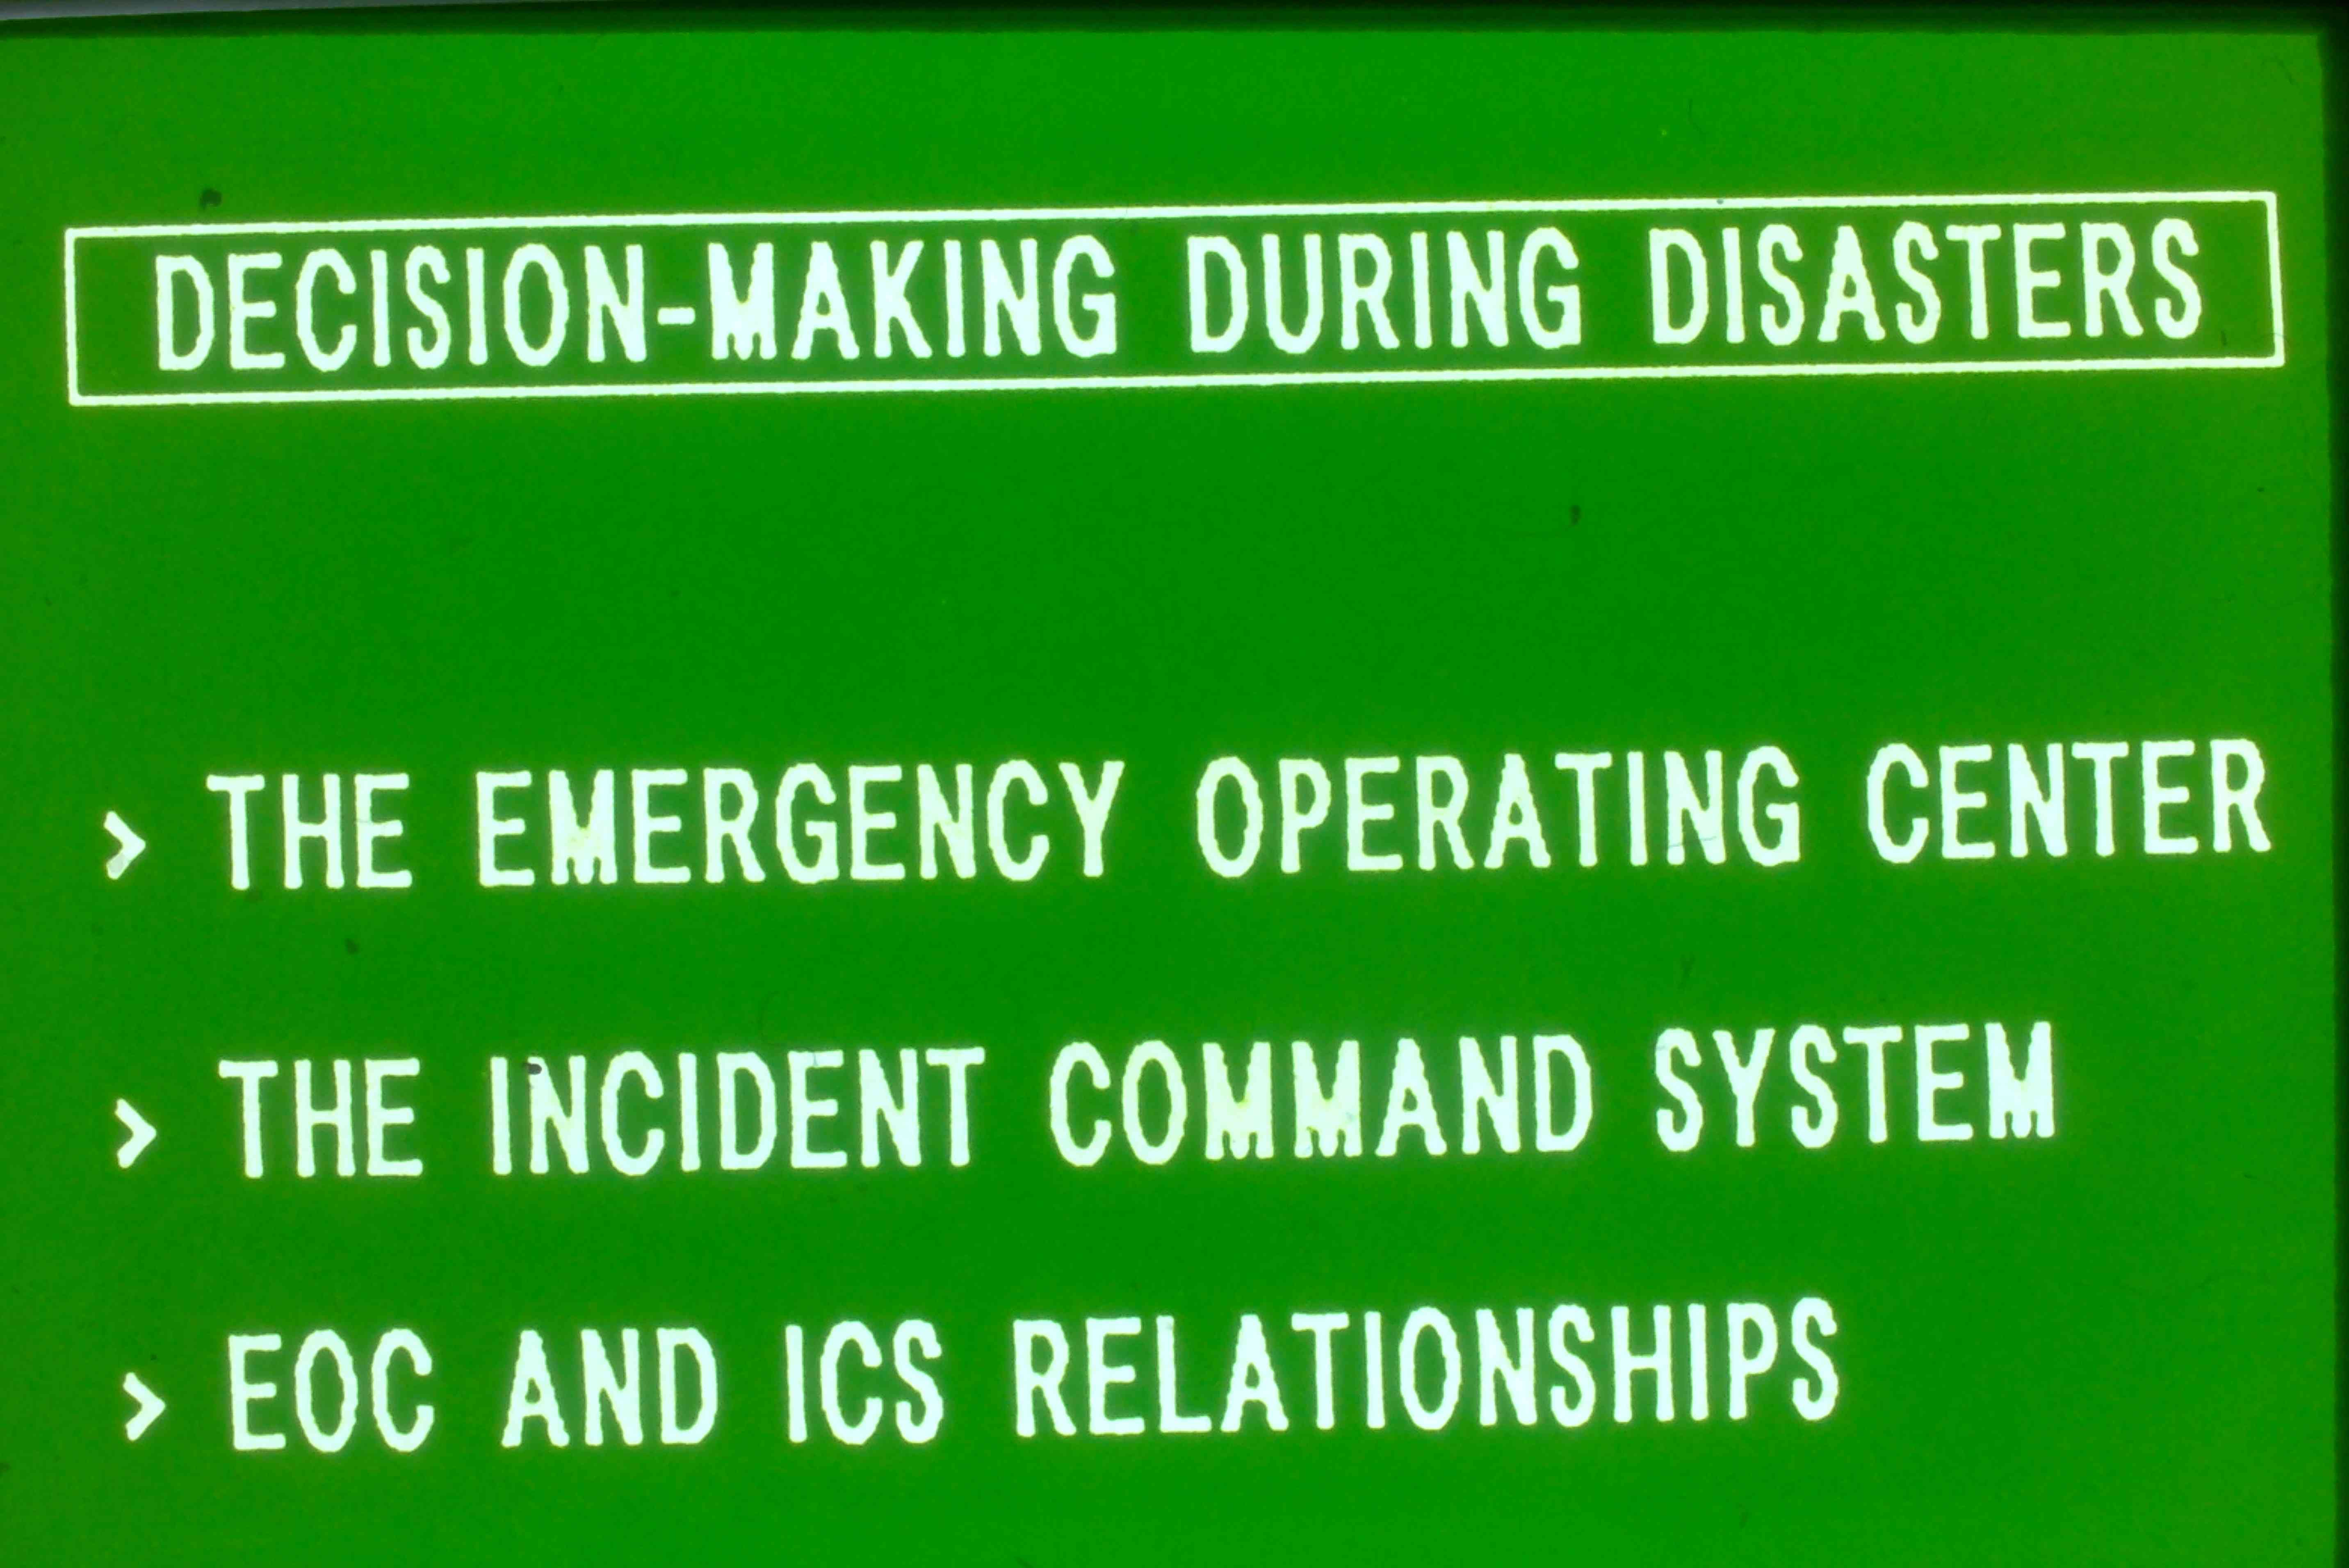 DECISION-MAKING DURING DISASTERS
> THE EMERGENCY OPERATING CENTER
> THE INCIDENT COMMAND SYSTEM
> EOC AND ICS RELATIONSHIPS